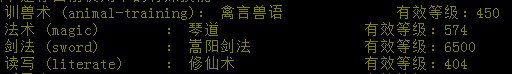 训兽术 (animal-training): 禽言兽语 有效等级:450
法术 (magic) : 琴道 有效等级:574
剑法 (sword) : 嵩阳剑法 有效等级:6500
读写 (literate) : 修仙术 有效等级:404